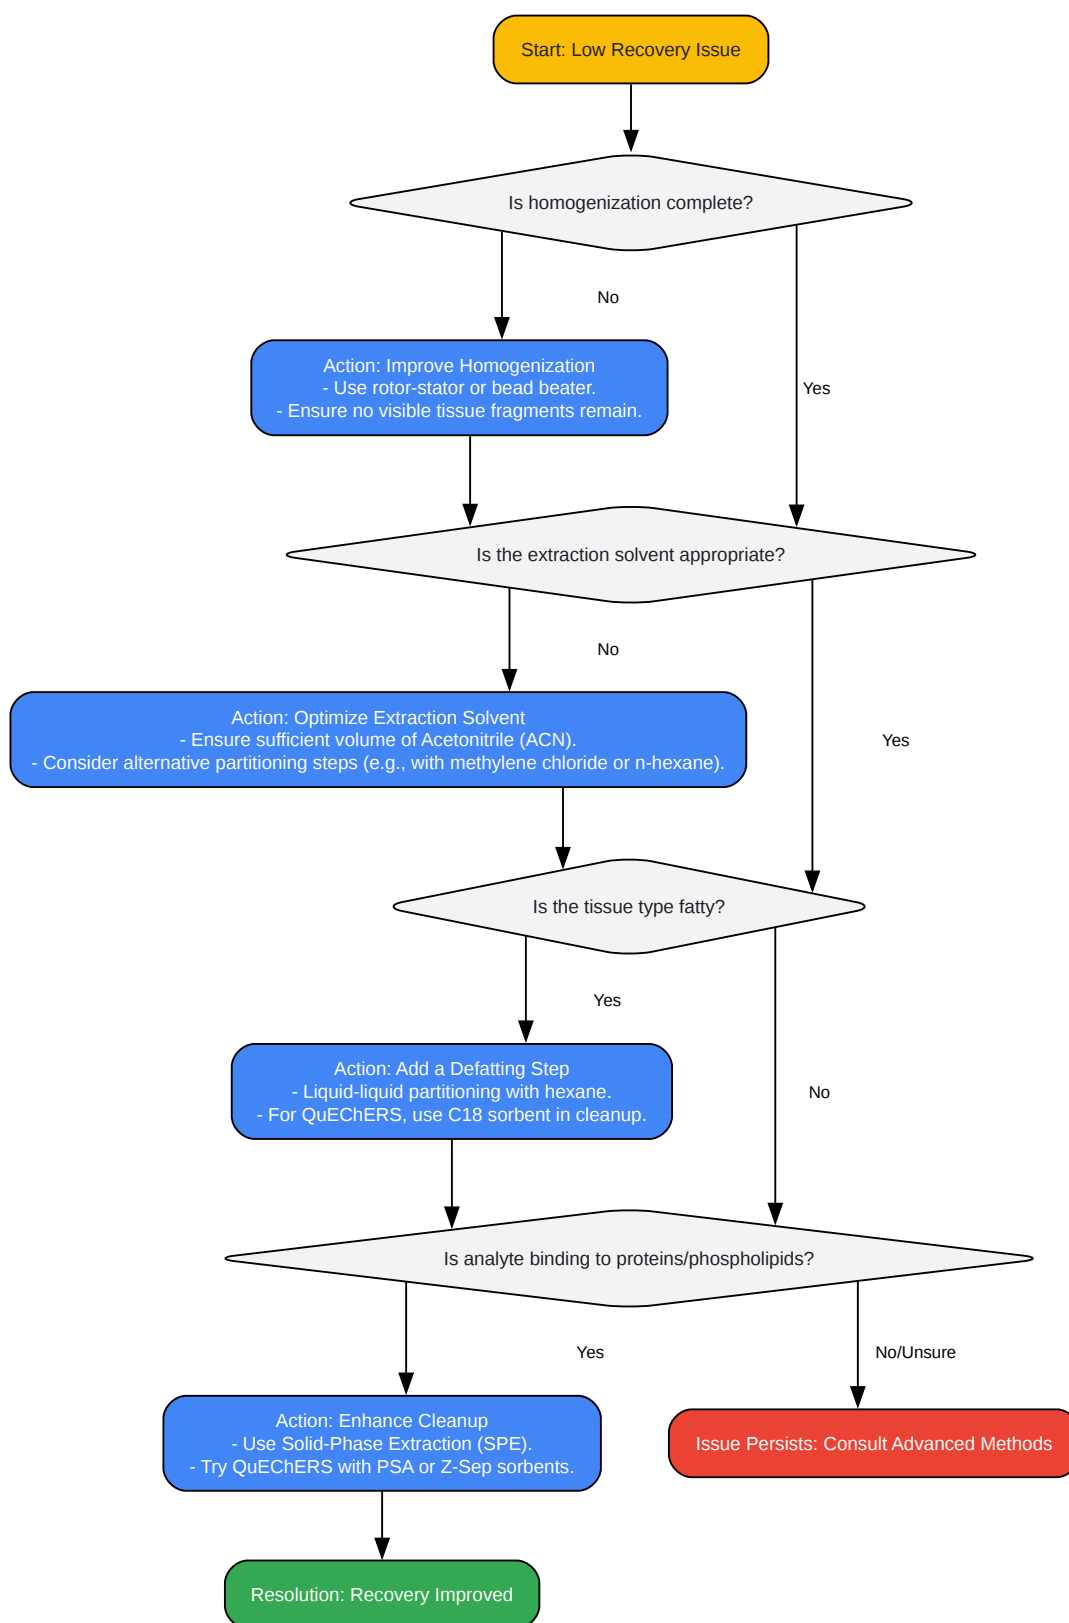 Start: Low Recovery Issue
Is homogenization complete?
No
Action: Improve Homogenization
- Use rotor-stator or bead beater.
- Ensure no visible tissue fragments remain.
Yes
Is the extraction solvent appropriate?
No
Action: Optimize Extraction Solvent
- Ensure sufficient volume of Acetonitrile (ACN).
- Consider alternative partitioning steps (e.g., with methylene chloride or n-hexane).
Yes
Is the tissue type fatty?
Yes
Action: Add a Defatting Step
- Liquid-liquid partitioning with hexane.
- For QuEChERS, use C18 sorbent in cleanup.
No
Is analyte binding to proteins/phospholipids?
Yes
No/Unsure
Action: Enhance Cleanup
- Use Solid-Phase Extraction (SPE).
- Try QuEChERS with PSA or Z-Sep sorbents.
Issue Persists: Consult Advanced Methods
Resolution: Recovery Improved